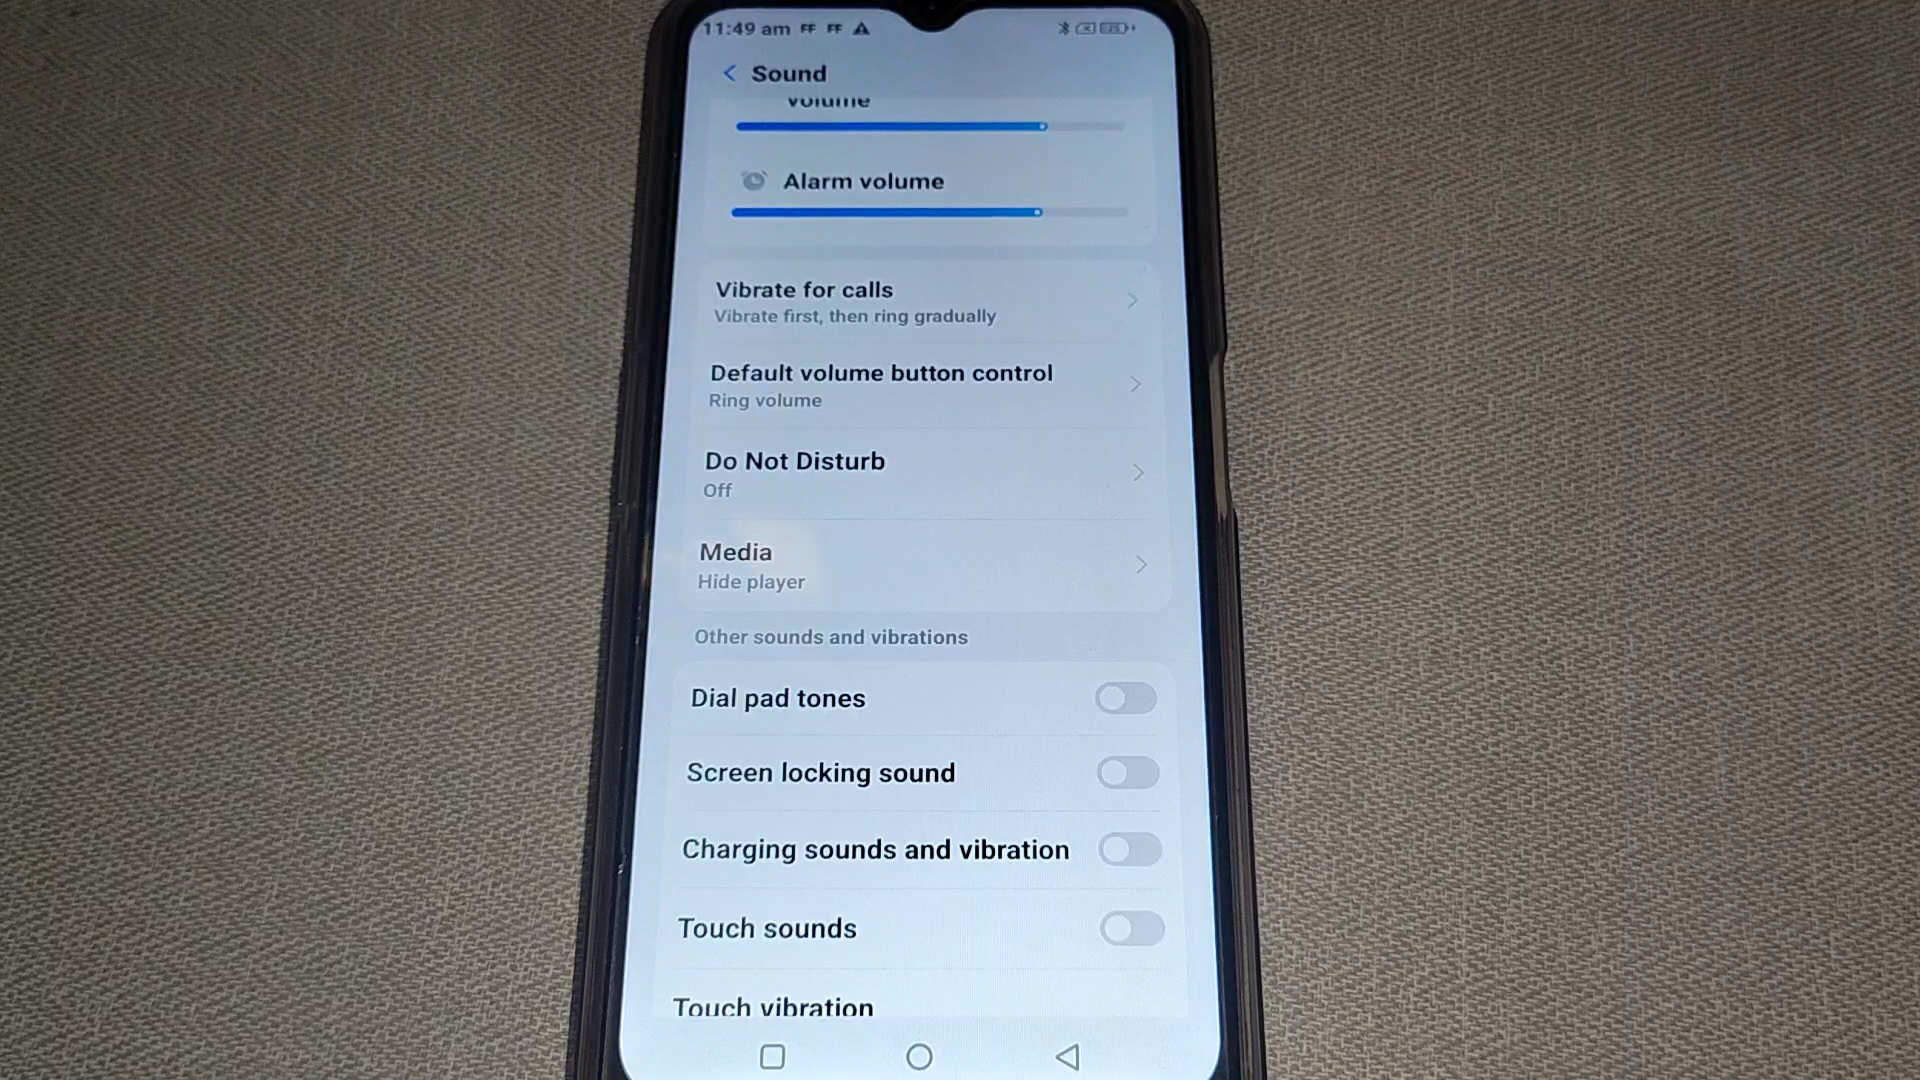 11:49 am
Sound
volume
Alarm volume
Vibrate for calls
Vibrate first, then ring gradually
Default volume button control
Ring volume
Do Not Disturb
Off
Media
Hide player
Other sounds and vibrations
Dial pad tones
Screen locking sound
Charging sounds and vibration
Touch sounds
Touch vibration